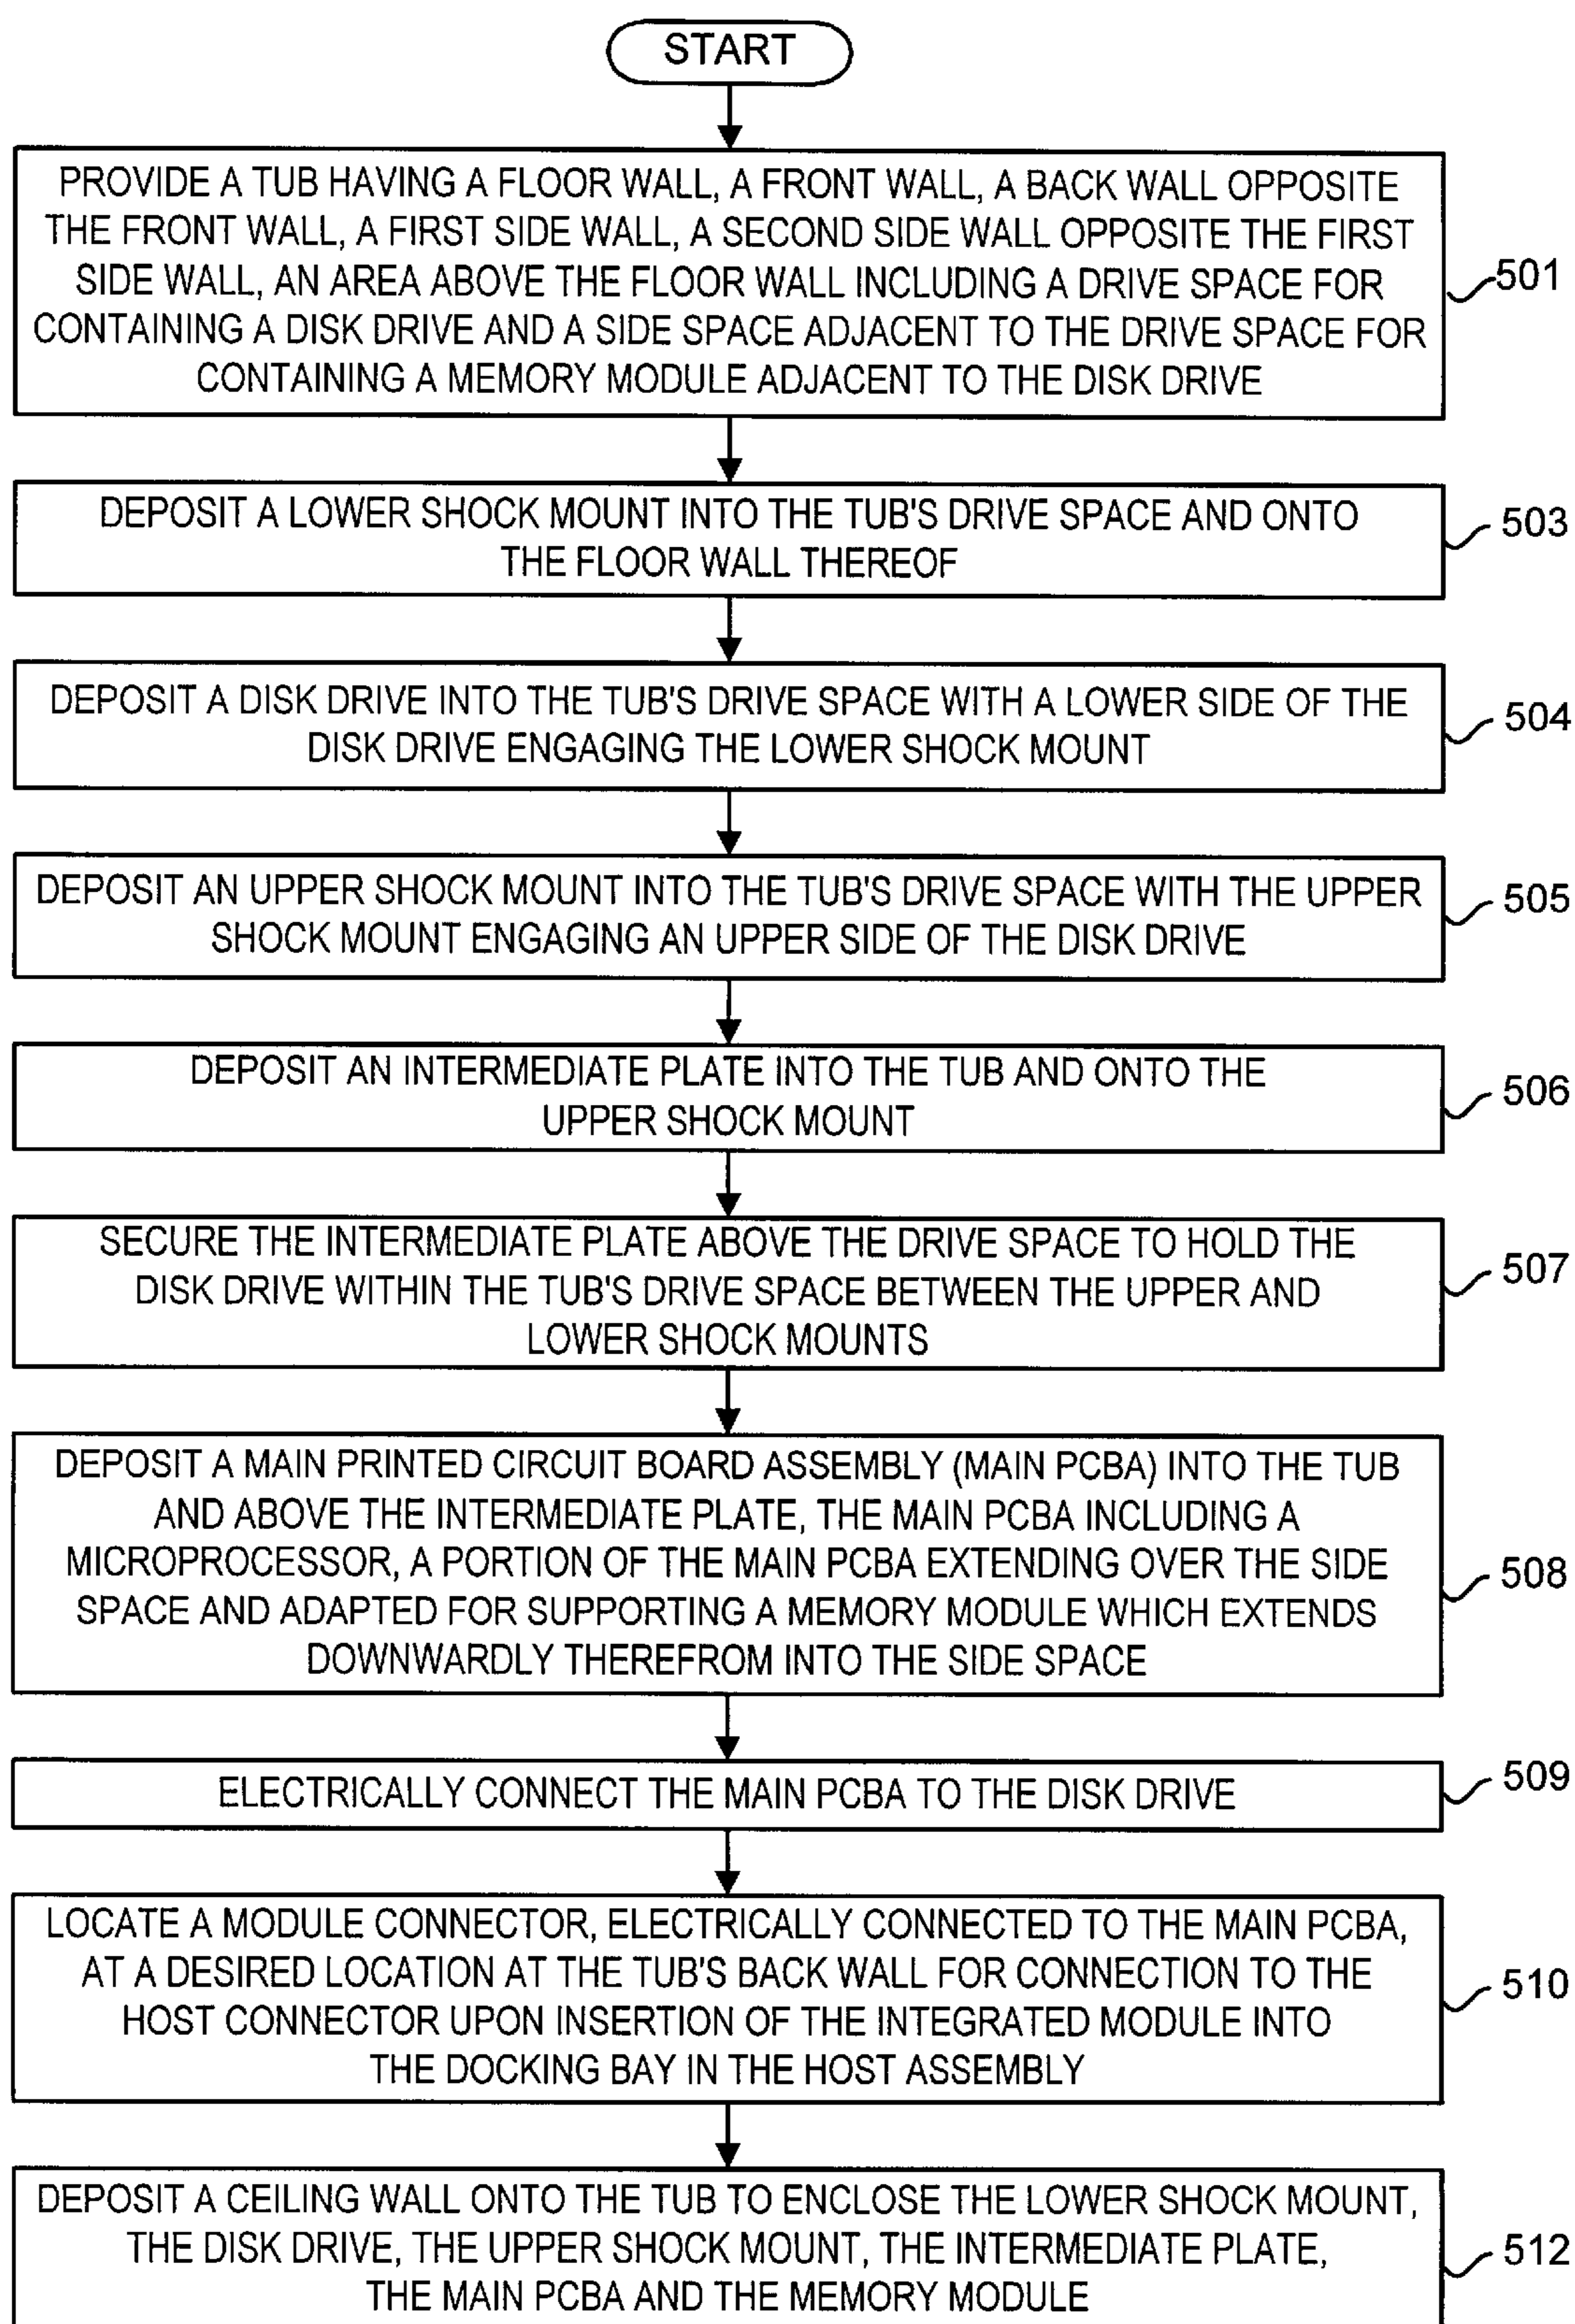 START
PROVIDE A TUB HAVING A FLOOR WALL, A FRONT WALL, A BACK WALL OPPOSITE
THE FRONT WALL, A FIRST SIDE WALL, A SECOND SIDE WALL OPPOSITE THE FIRST
SIDE WALL, AN AREA ABOVE THE FLOOR WALL INCLUDING A DRIVE SPACE FOR
CONTAINING A DISK DRIVE AND A SIDE SPACE ADJACENT TO THE DRIVE SPACE FOR
CONTAINING A MEMORY MODULE ADJACENT TO THE DISK DRIVE
501
DEPOSIT A LOWER SHOCK MOUNT INTO THE TUB'S DRIVE SPACE AND ONTO
THE FLOOR WALL THEREOF
503
DEPOSIT A DISK DRIVE INTO THE TUB'S DRIVE SPACE WITH A LOWER SIDE OF THE
DISK DRIVE ENGAGING THE LOWER SHOCK MOUNT
504
DEPOSIT AN UPPER SHOCK MOUNT INTO THE TUB'S DRIVE SPACE WITH THE UPPER
SHOCK MOUNT ENGAGING AN UPPER SIDE OF THE DISK DRIVE
505
DEPOSIT AN INTERMEDIATE PLATE INTO THE TUB AND ONTO THE
UPPER SHOCK MOUNT
506
SECURE THE INTERMEDIATE PLATE ABOVE THE DRIVE SPACE TO HOLD THE
DISK DRIVE WITHIN THE TUB'S DRIVE SPACE BETWEEN THE UPPER AND
LOWER SHOCK MOUNTS
507
DEPOSIT A MAIN PRINTED CIRCUIT BOARD ASSEMBLY (MAIN PCBA) INTO THE TUB
AND ABOVE THE INTERMEDIATE PLATE, THE MAIN PCBA INCLUDING A
MICROPROCESSOR, A PORTION OF THE MAIN PCBA EXTENDING OVER THE SIDE
SPACE AND ADAPTED FOR SUPPORTING A MEMORY MODULE WHICH EXTENDS
DOWNWARDLY THEREFROM INTO THE SIDE SPACE
508
ELECTRICALLY CONNECT THE MAIN PCBA TO THE DISK DRIVE
509
LOCATE A MODULE CONNECTOR, ELECTRICALLY CONNECTED TO THE MAIN PCBA,
AT A DESIRED LOCATION AT THE TUB'S BACK WALL FOR CONNECTION TO THE
HOST CONNECTOR UPON INSERTION OF THE INTEGRATED MODULE INTO
THE DOCKING BAY IN THE HOST ASSEMBLY
510
DEPOSIT A CEILING WALL ONTO THE TUB TO ENCLOSE THE LOWER SHOCK MOUNT,
THE DISK DRIVE, THE UPPER SHOCK MOUNT, THE INTERMEDIATE PLATE,
THE MAIN PCBA AND THE MEMORY MODULE
512